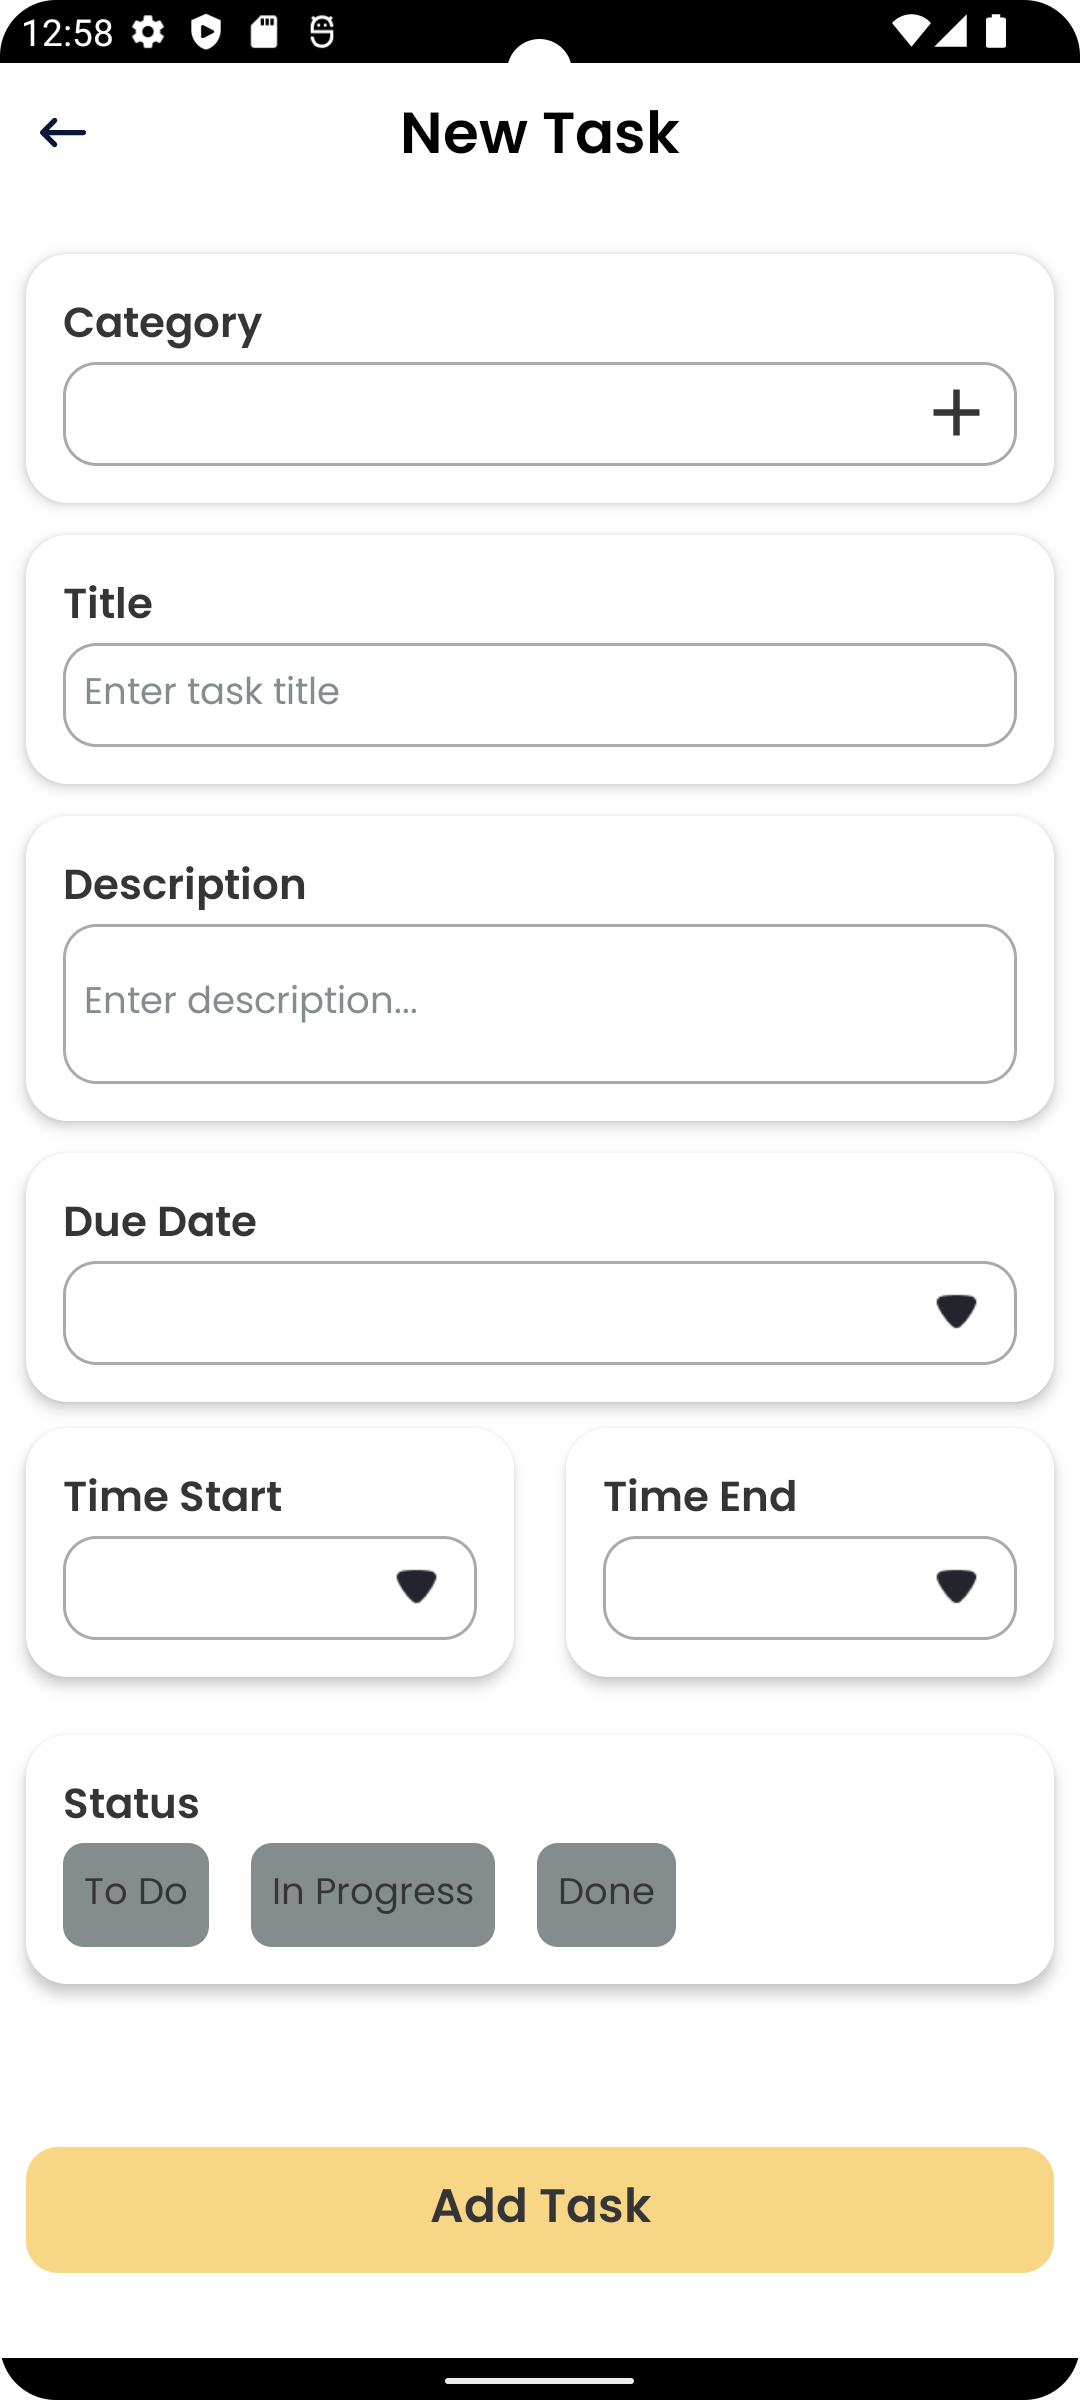 12:58
New Task
Category
Title
Enter task title
Description
Enter description...
Due Date
Time Start
Time End
Status
To Do
In Progress
Done
Add Task